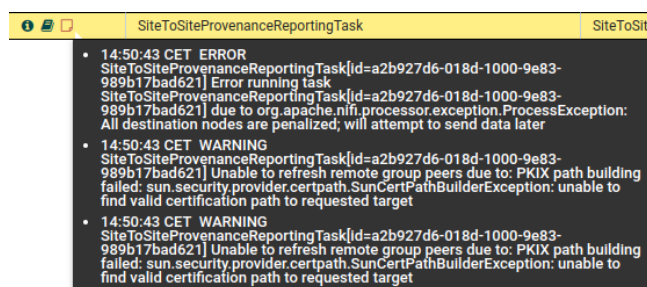 SiteToSiteProvenanceReportingTask SiteToSit
• 14:50:43 CET ERROR
SiteToSiteProvenanceReportingTask[id=a2b927d6-018d-1000-9e83-
989b17bad621] Error running task
SiteToSiteProvenanceReportingTask[id=a2b927d6-018d-1000-9e83-
989b17bad621] due to org.apache.nifi.processor.exception.ProcessException:
All destination nodes are penalized; will attempt to send data later
• 14:50:43 CET WARNING
SiteToSiteProvenanceReportingTask[id=a2b927d6-018d-1000-9e83-
989b17bad621] Unable to refresh remote group peers due to: PKIX path building
failed: sun.security.provider.certpath.SunCertPathBuilderException: unable to
find valid certification path to requested target
• 14:50:43 CET WARNING
SiteToSiteProvenanceReportingTask[id=a2b927d6-018d-1000-9e83-
989b17bad621] Unable to refresh remote group peers due to: PKIX path building
failed: sun.security.provider.certpath.SunCertPathBuilderException: unable to
find valid certification path to requested target